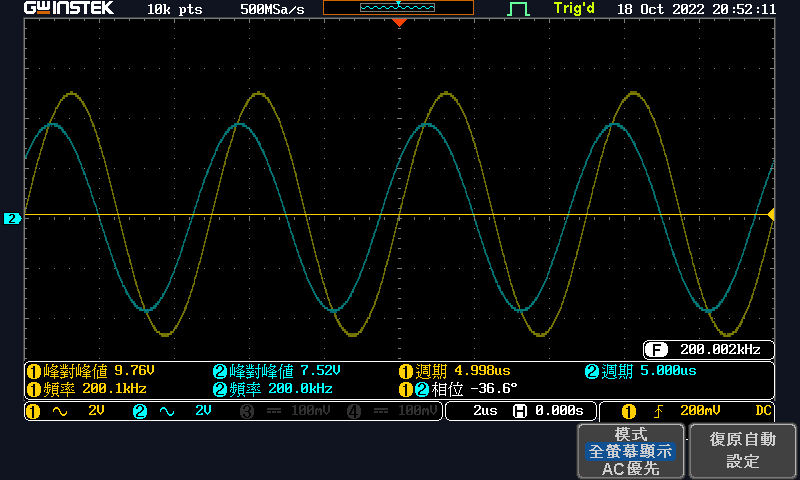 GWINSTEK 10k pts 500MSa/s Trig'd 18 Oct 2022 20:52:11
2
F 200.002kHz
1 峰對峰值 9.76V 2 峰對峰值 7.52V 1 週期 4.998us 2 週期 5.000us
1 頻率 200.1kHz 2 頻率 200.0kHz 1 2 相位 -36.6°
1 2V 2 2V 3 100mV 4 100mV 2us H 0.000s 1 200mV DC
模式
全螢幕顯示
AC優先
復原自動
設定